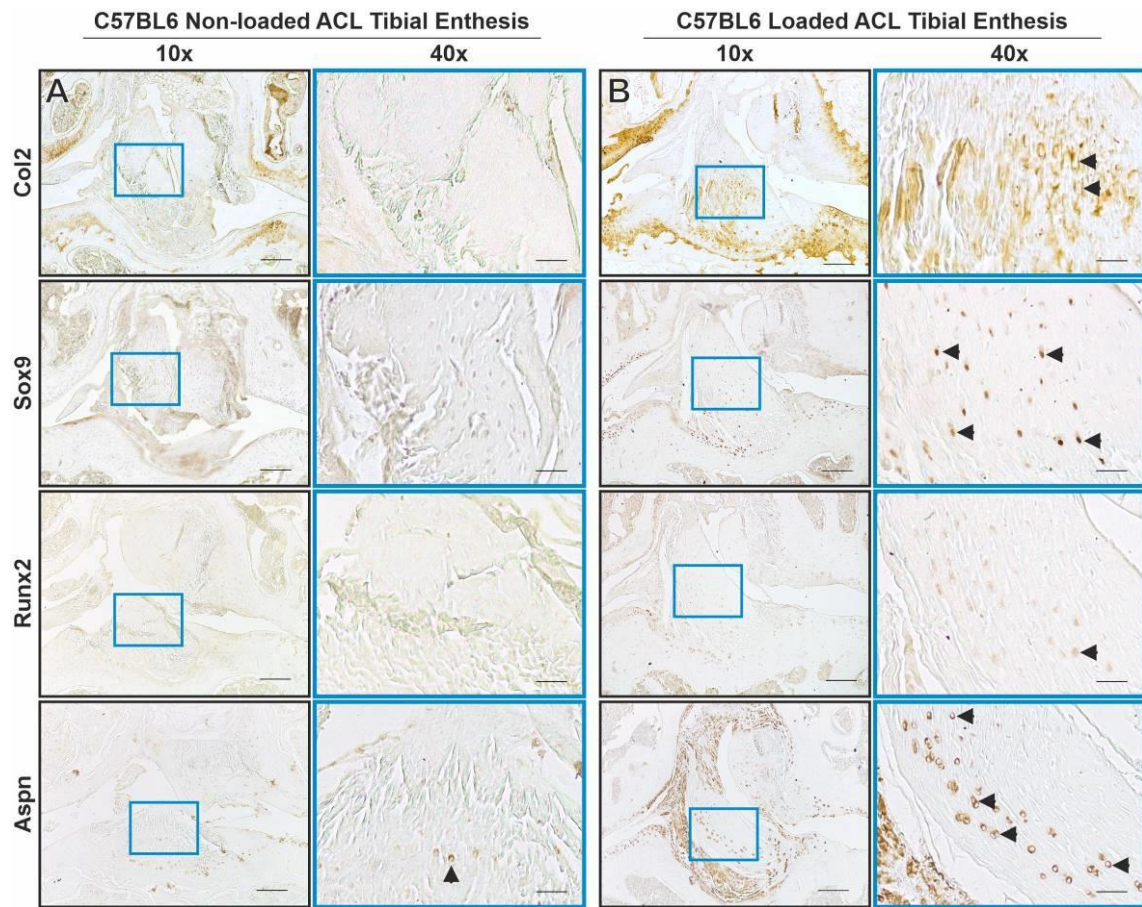 C57BL6 Non-loaded ACL Tibial Enthesis
C57BL6 Loaded ACL Tibial Enthesis
10x
40x
10x
40x
A
B
Col2
Sox9
Runx2
Aspn